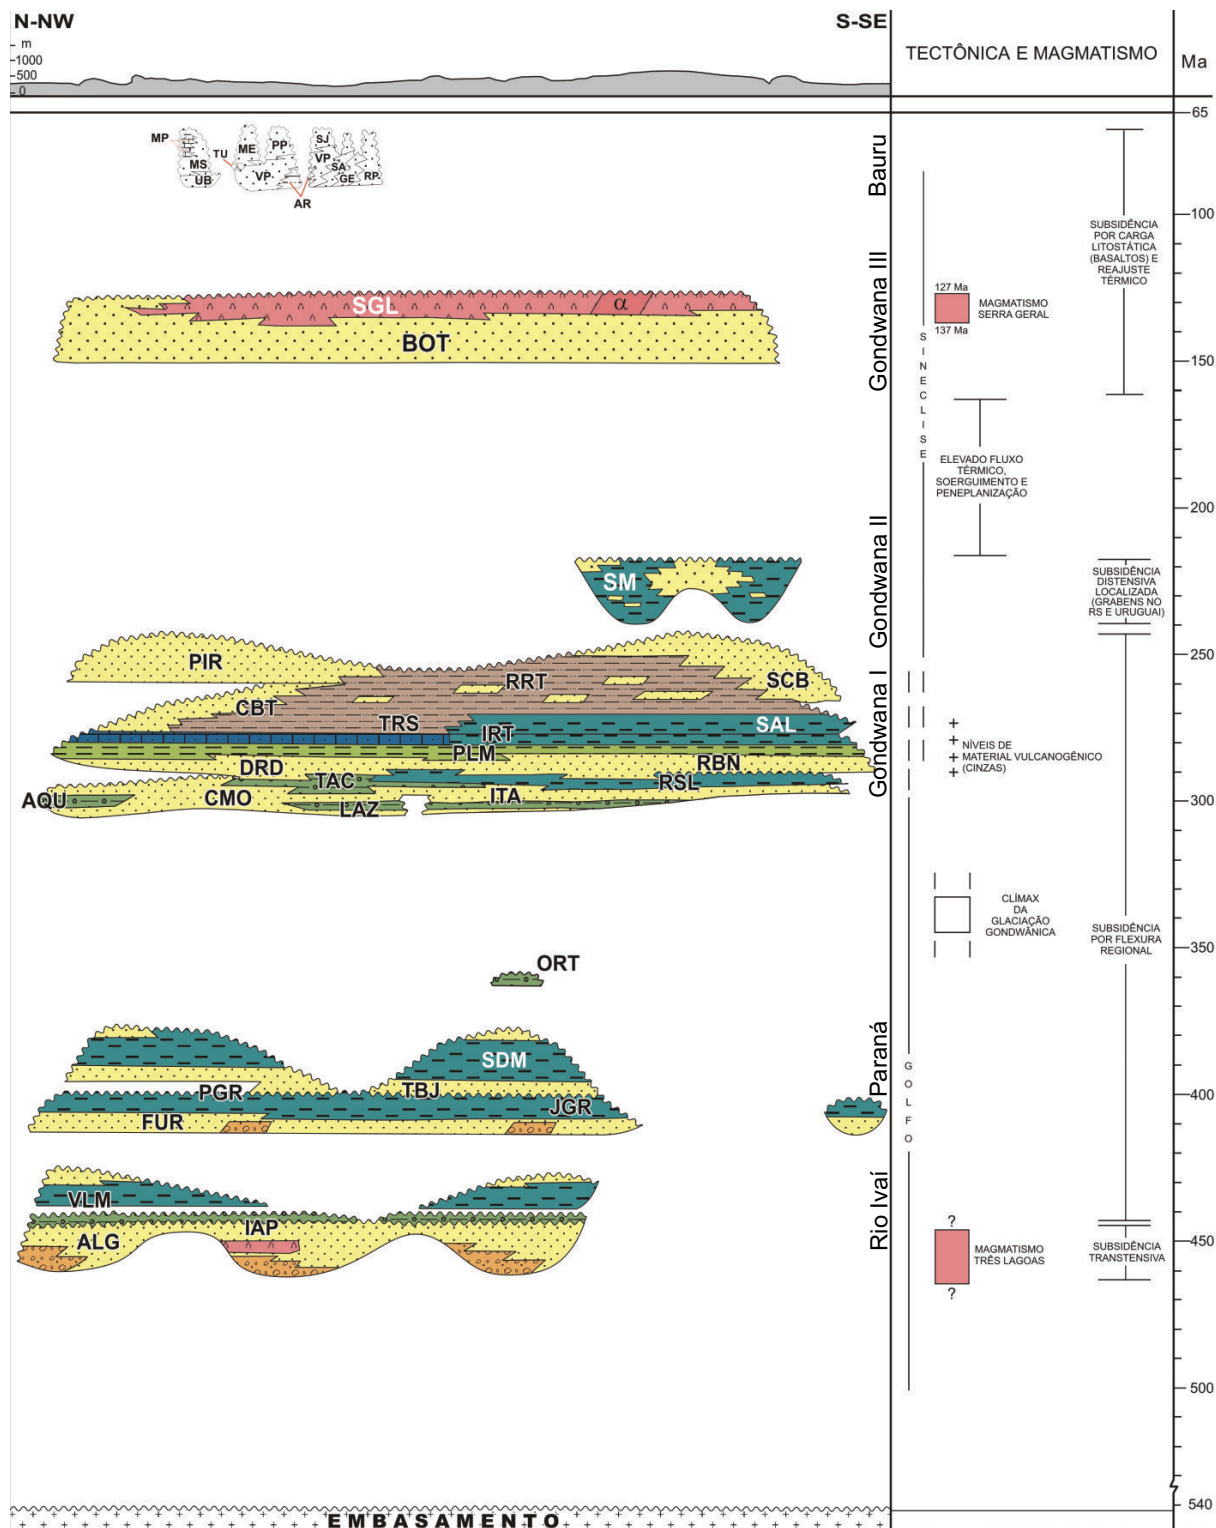 N-NW
S-SE
TECTÔNICA E MAGMATISMO
Ma
m
1000
500
0
65
MP
MS
UB
TU
ME
PP
VP
AR
SJ
VP
SA
GE
RP
Bauru
100
SUBSIDÊNCIA
POR CARGA
LITOSTÁTICA
(BASALTOS) E
REAJUSTE
TÉRMICO
SGL
α
BOT
Gondwana III
127 Ma
MAGMATISMO
SERRA GERAL
137 Ma
SINECLISE
150
ELEVADO FLUXO
TÉRMICO,
SOERGUIMENTO E
PENEPLANIZAÇÃO
200
Gondwana II
SM
SUBSIDÊNCIA
DISTENSIVA
LOCALIZADA
(GRABENS NO
RS E URUGUAI)
250
PIR
RRT
SCB
CBT
TRS
IRT
SAL
PLM
DRD
RBN
TAC
RSL
AQU
CMO
ITA
LAZ
Gondwana I
NÍVEIS DE
MATERIAL VULCANOGÊNICO
(CINZAS)
300
CLÍMAX
DA
GLACIAÇÃO
GONDWÂNICA
SUBSIDÊNCIA
POR FLEXURA
REGIONAL
350
ORT
SDM
PGR
TBJ
JGR
FUR
Paraná
GOLFO
400
VLM
IAP
ALG
Rio Ivaí
?
MAGMATISMO
TRÊS LAGOAS
?
SUBSIDÊNCIA
TRANSTENSIVA
450
500
540
EMBASAMENTO